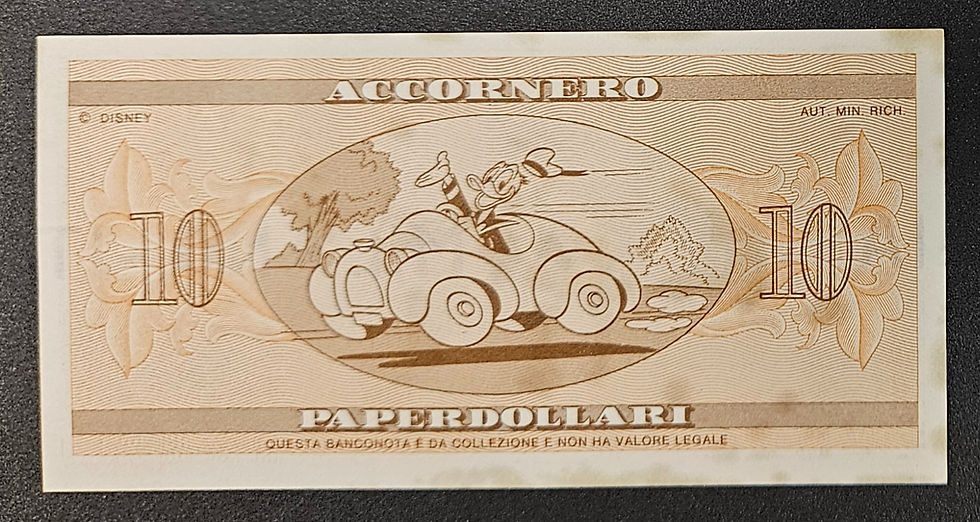 ACCORNERO
© DISNEY
AUT. MIN. RICH.
10
10
PAPERDOLLARI
QUESTA BANCONOTA È DA COLLEZIONE E NON HA VALORE LEGALE